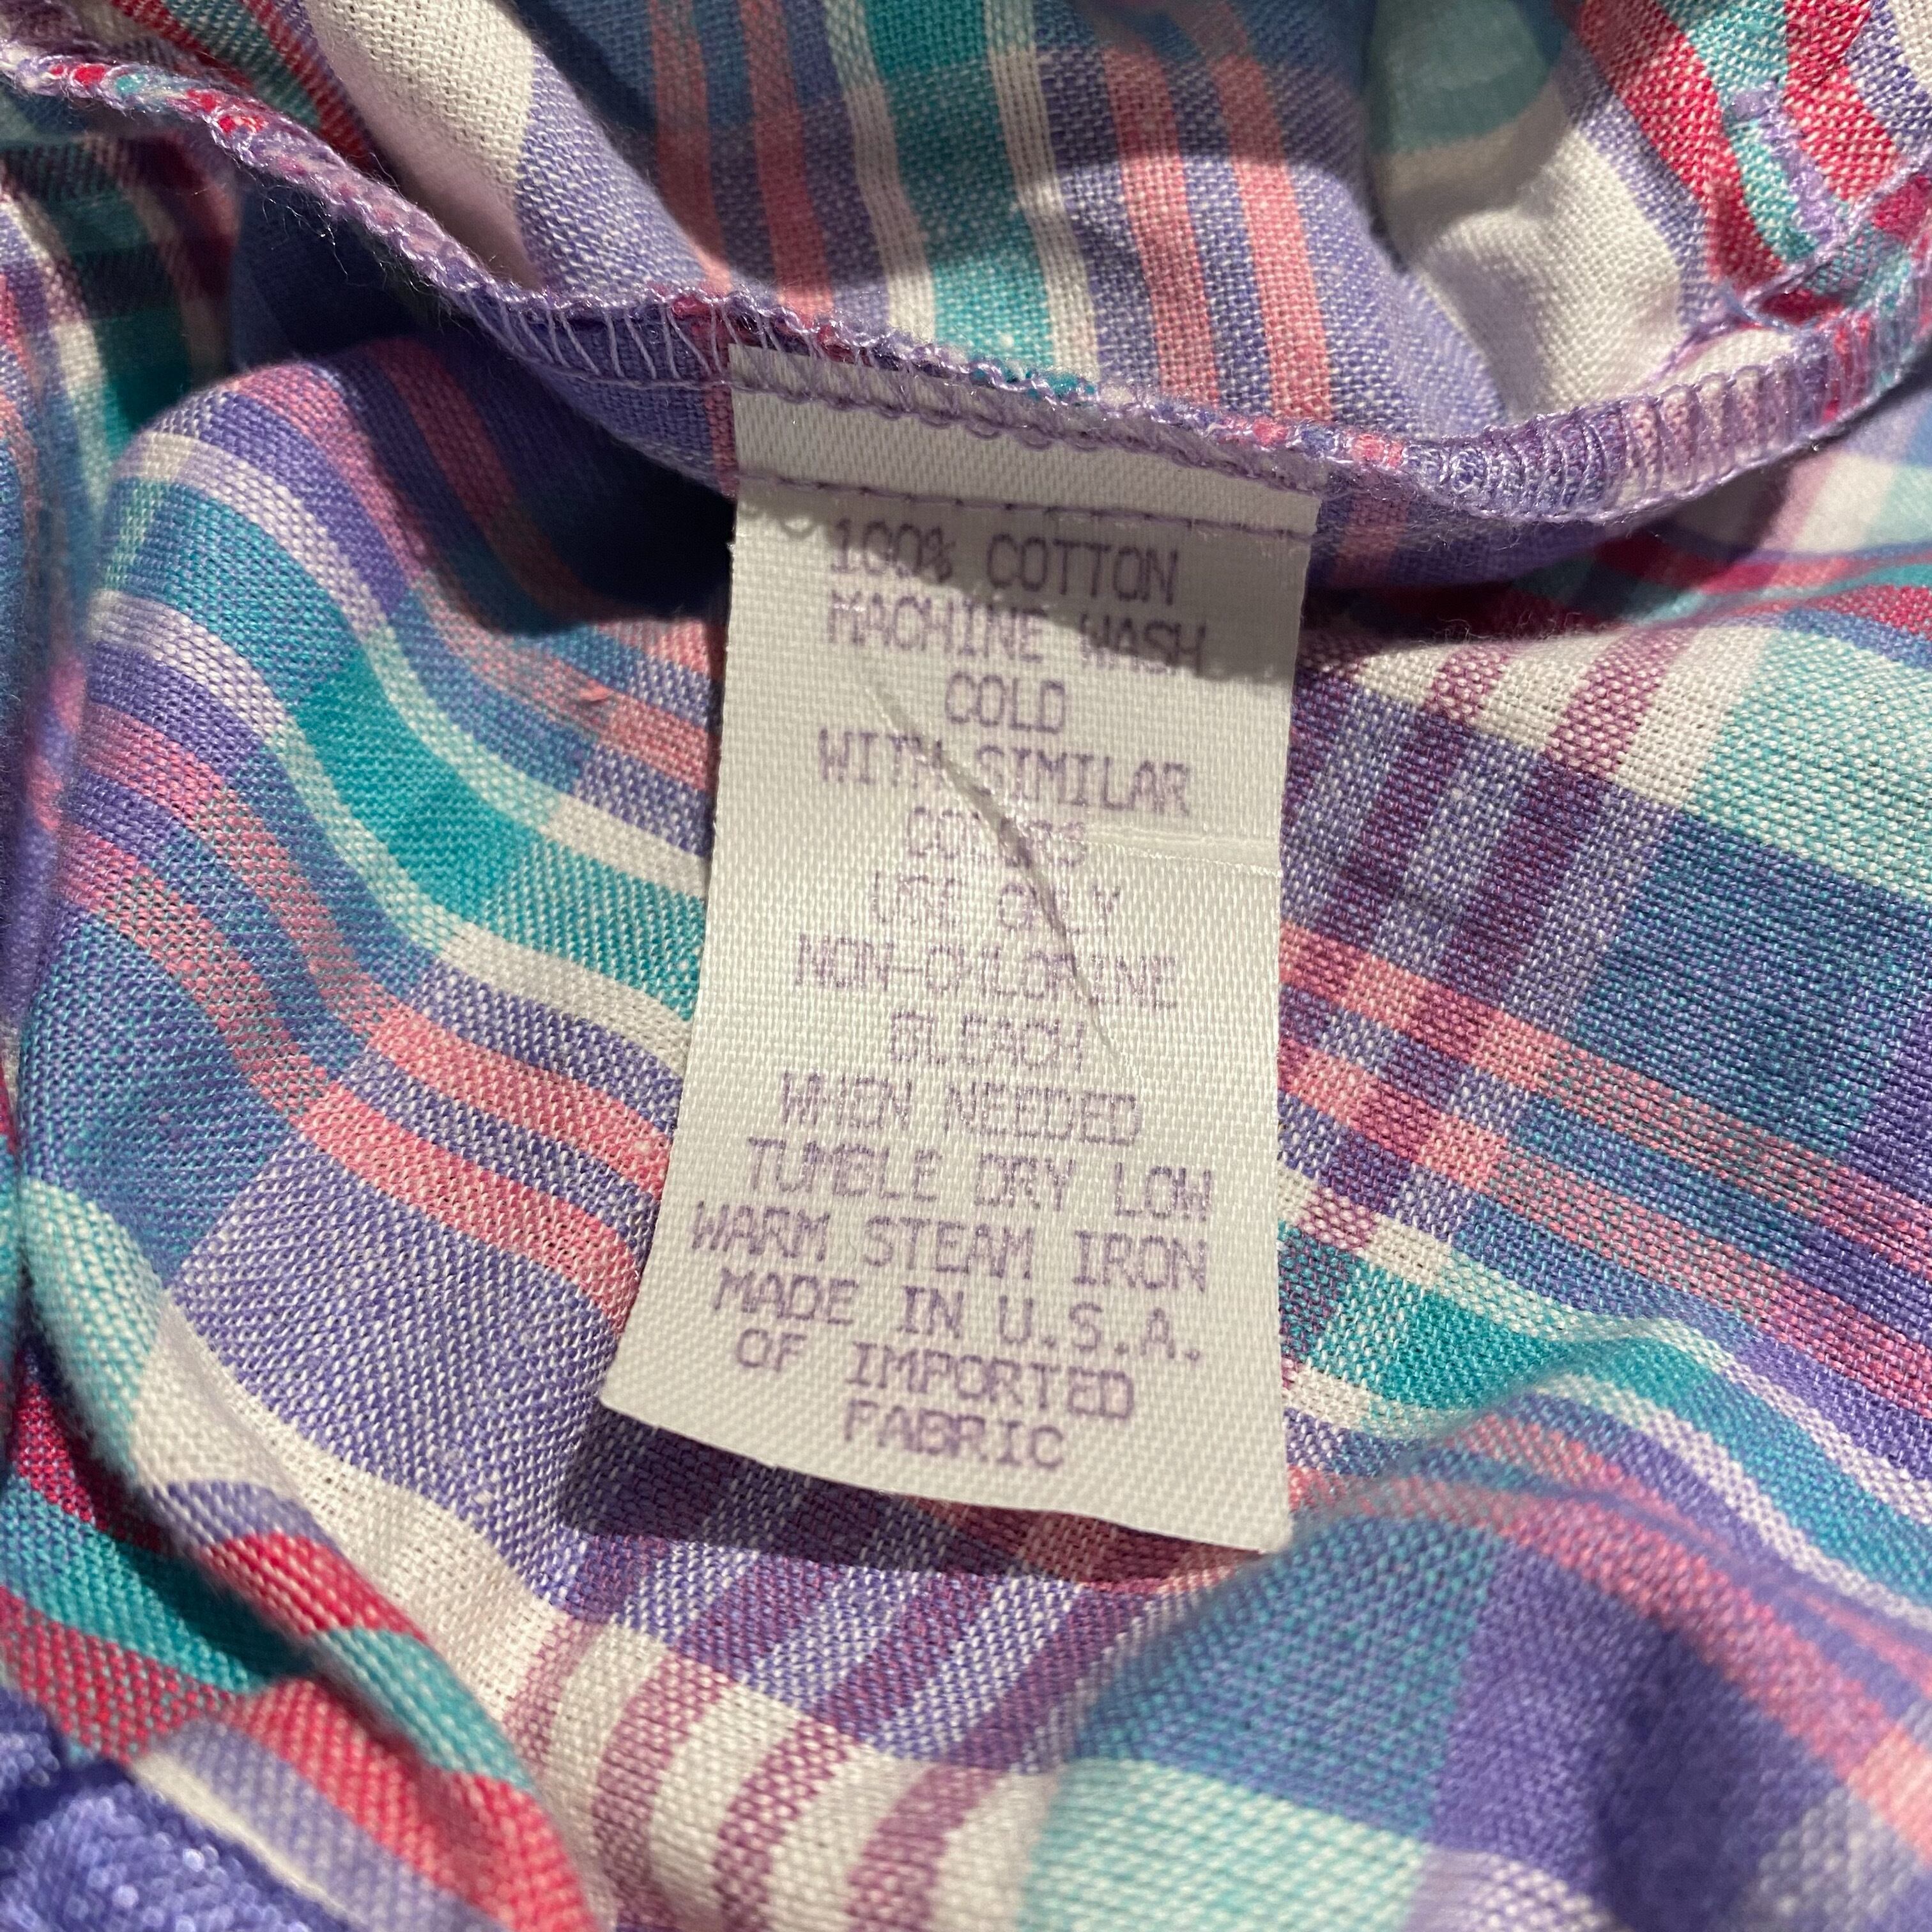 100% COTTON
MACHINE WASH
COLD
WITH SIMILAR
COLORS
USE ONLY
NON-CHLORINE
BLEACH
WHEN NEEDED
TUMBLE DRY LOW
WARM STEAM IRON
MADE IN U.S.A.
OF IMPORTED
FABRIC